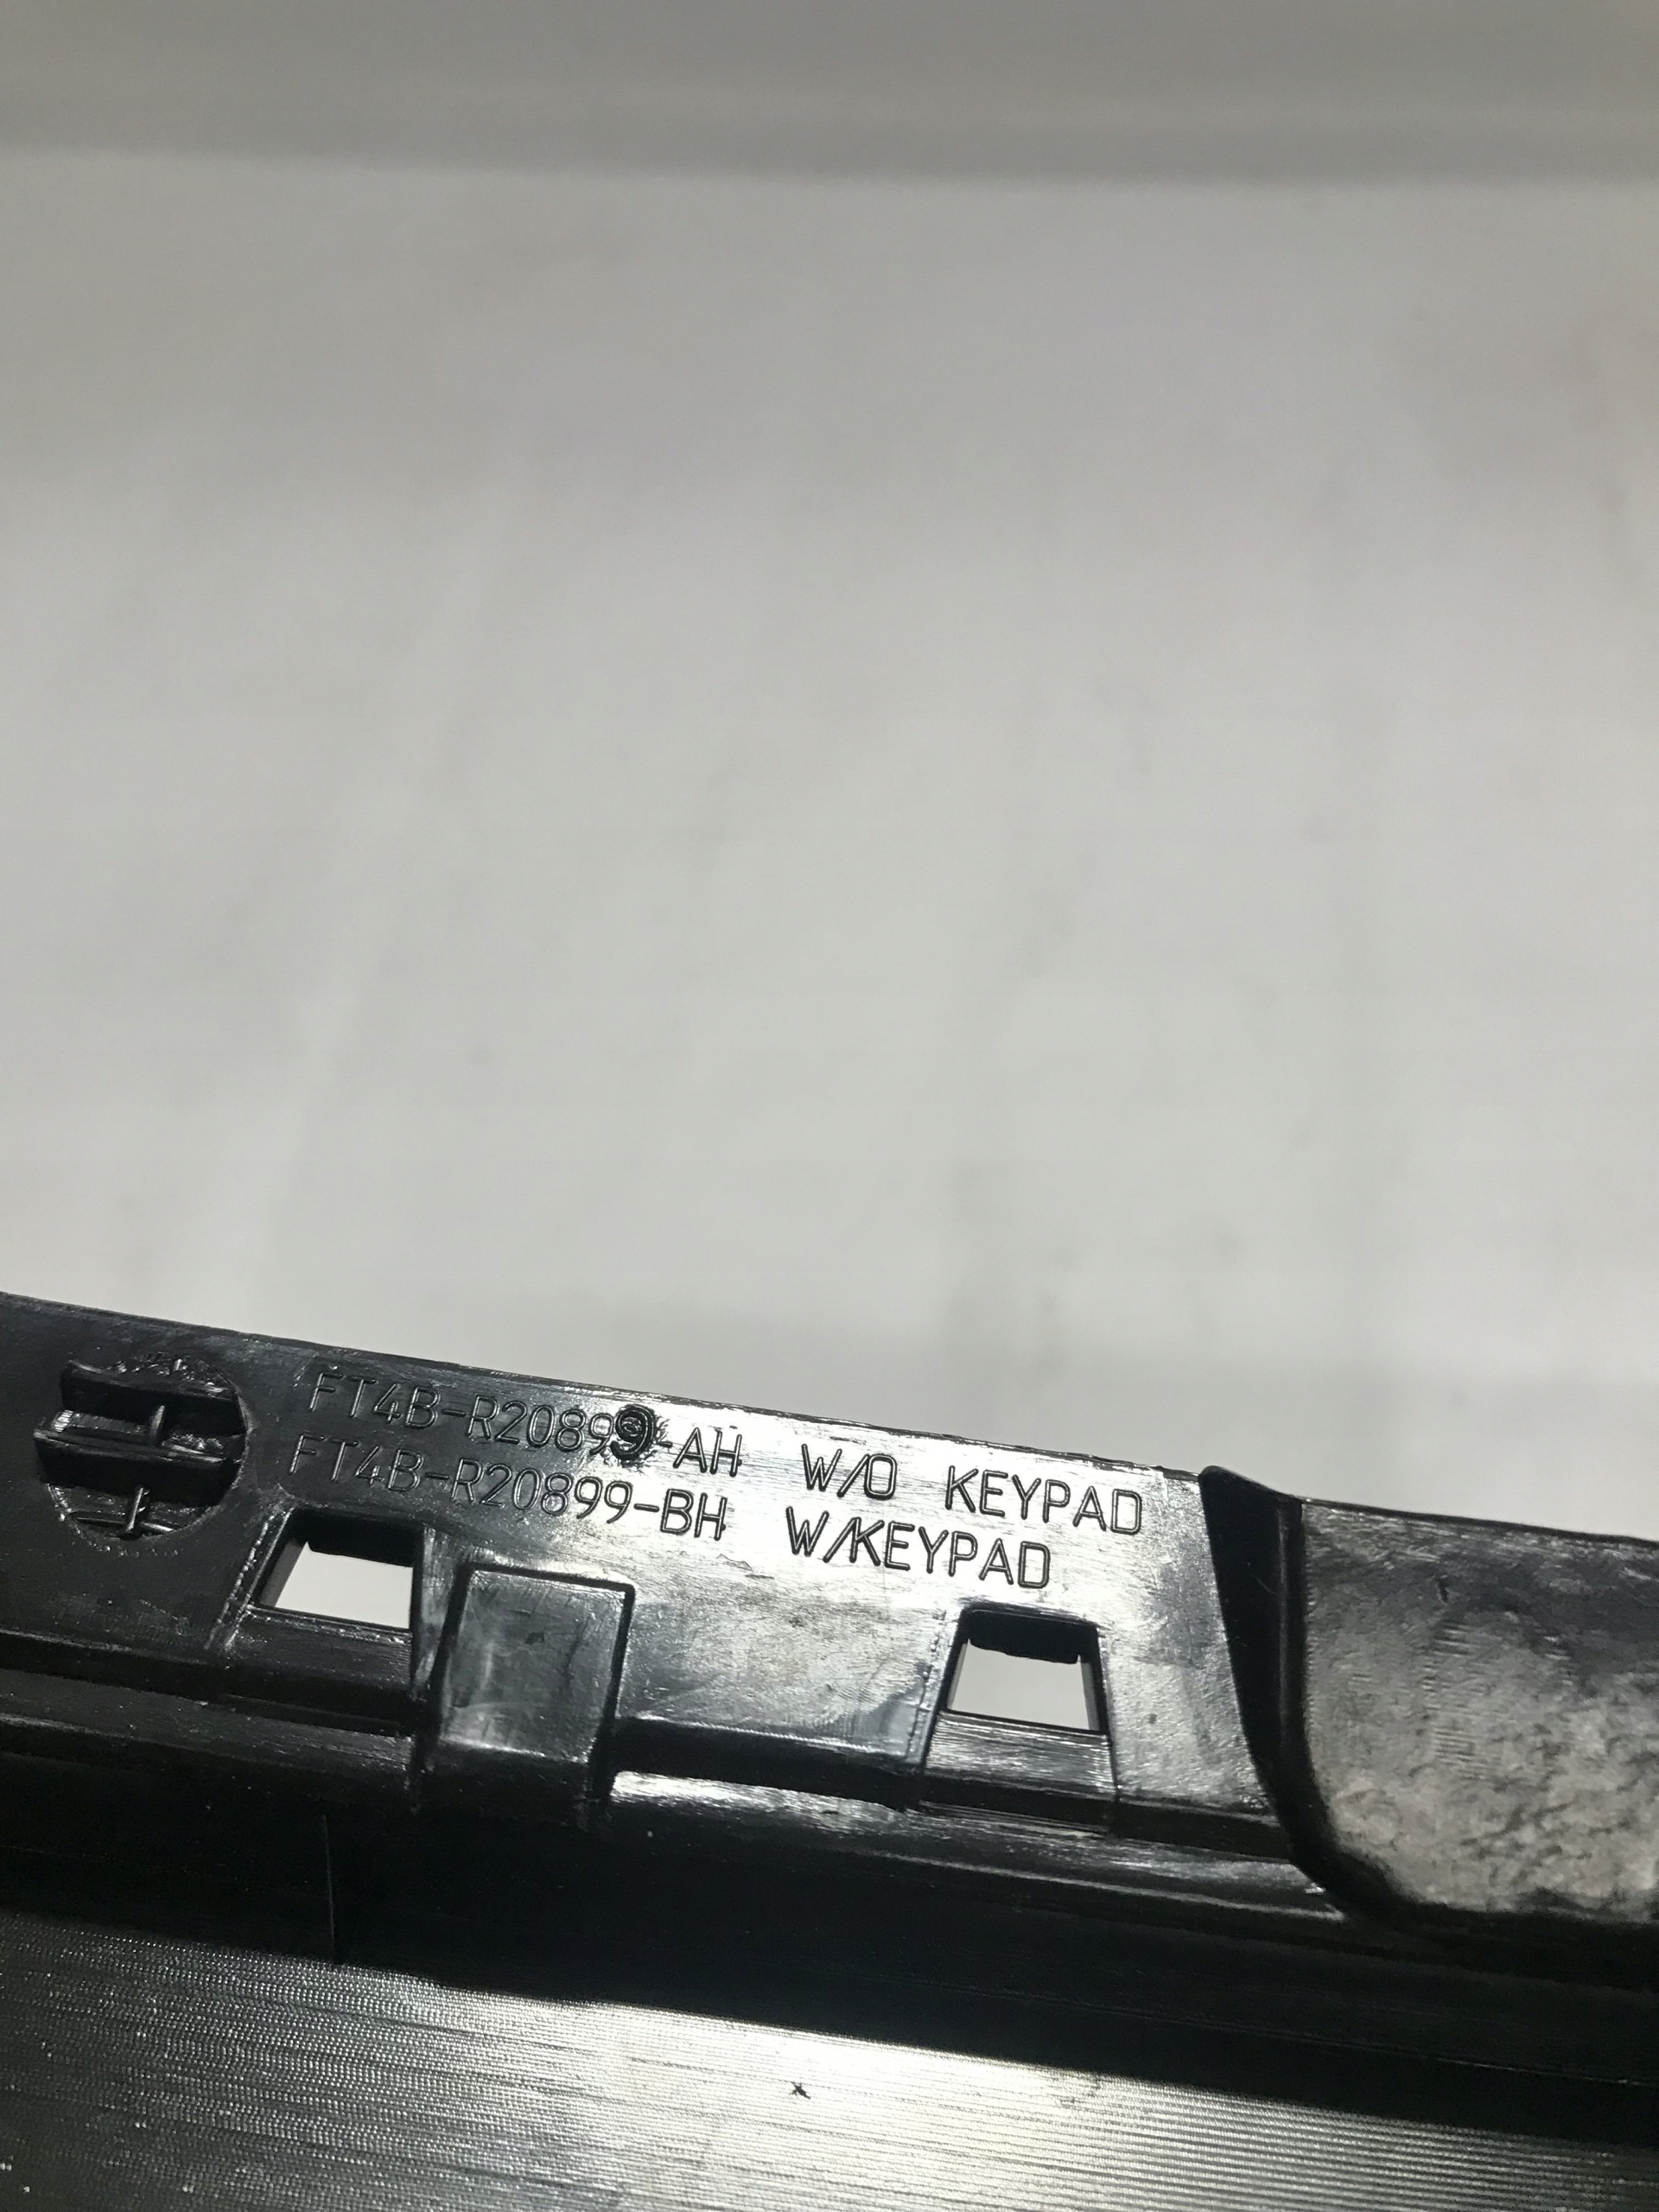 FT4B-R20899-AH W/O KEYPAD
FT4B-R20899-BH W/KEYPAD